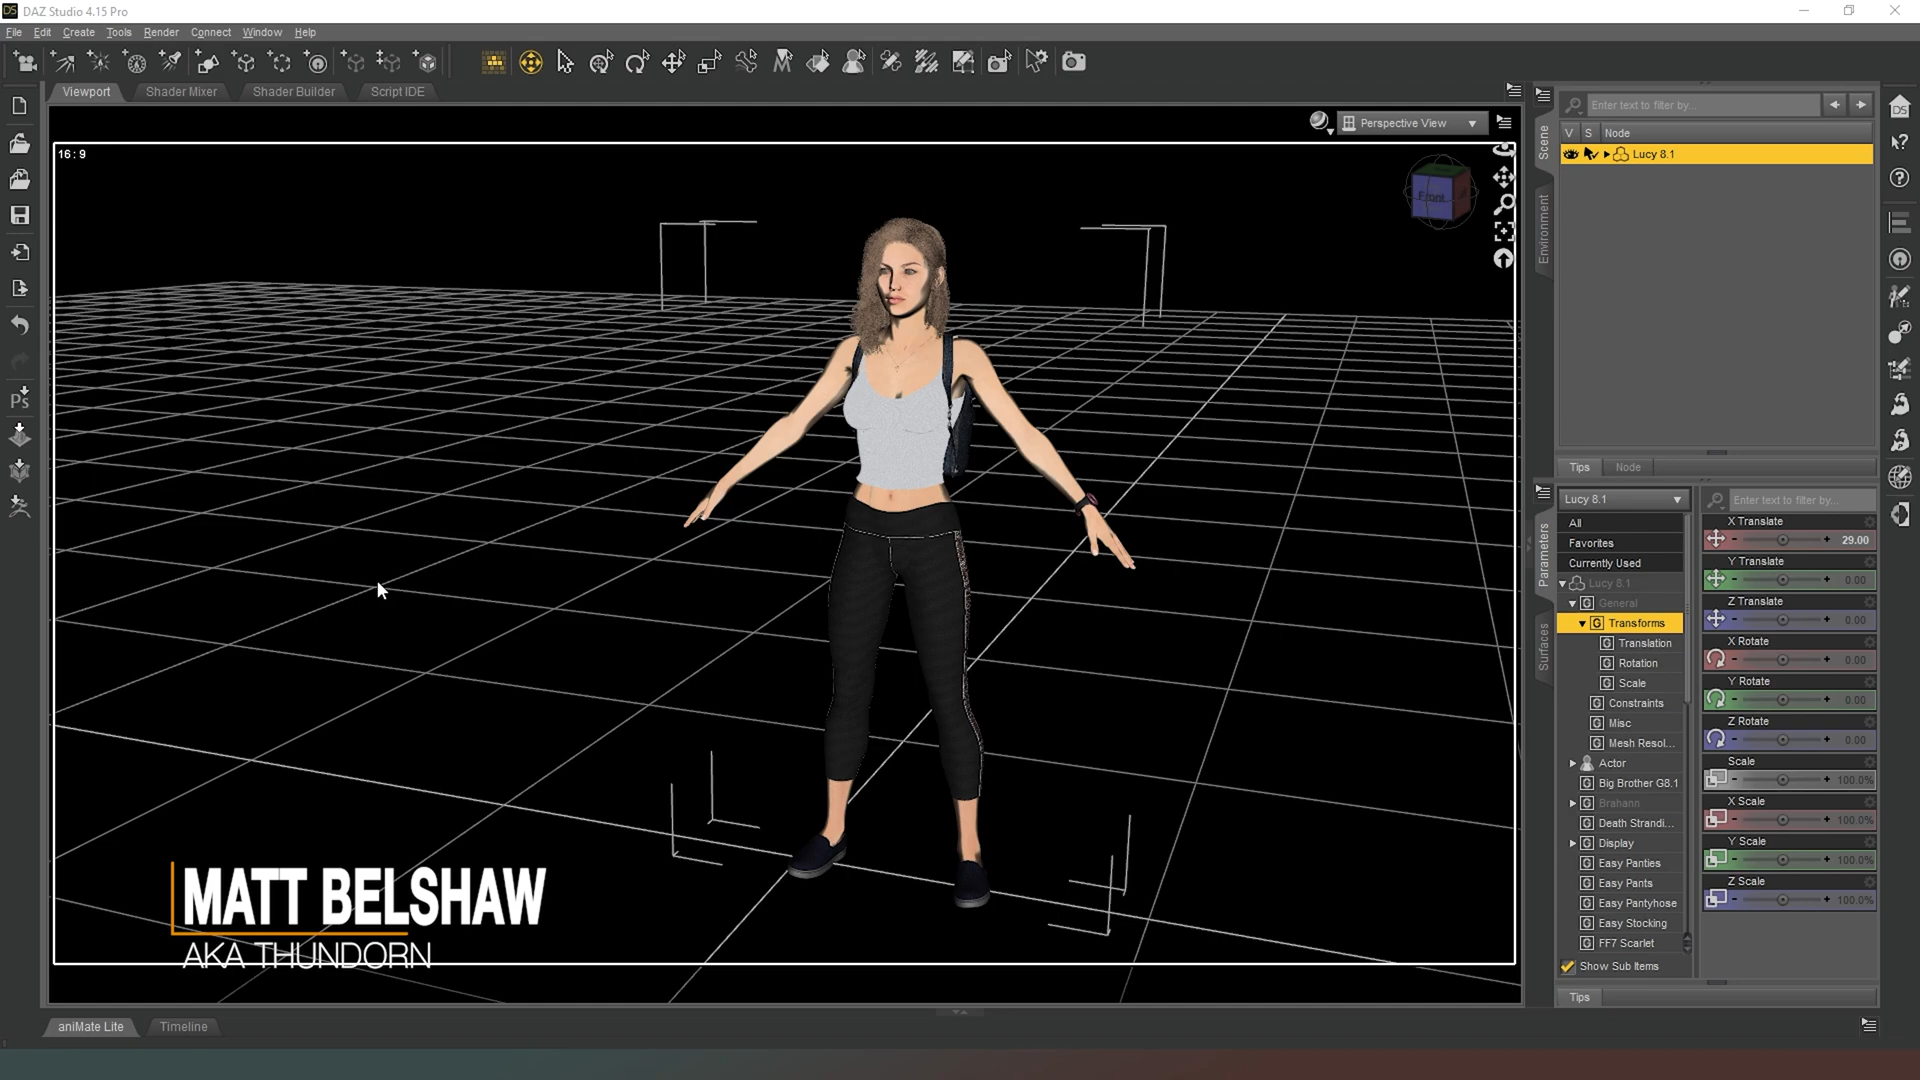 DAZ Studio 4.15 Pro
File Edit Create Tools Render Connect Window Help
Viewport Shader Mixer Shader Builder Script IDE
Perspective View
16 : 9
Front
MATT BELSHAW
AKA THUNDORN
aniMate Lite Timeline
Scene
Environment
Enter text to filter by...
V S Node
Lucy 8.1
Tips Node
Parameters
Surfaces
Lucy 8.1
All
Favorites
Currently Used
Lucy 8.1
General
Transforms
Translation
Rotation
Scale
Constraints
Misc
Mesh Resol...
Actor
Big Brother G8.1
Brahann
Death Strandi...
Display
Easy Panties
Easy Pants
Easy Pantyhose
Easy Stocking
FF7 Scarlet
Show Sub Items
Enter text to filter by...
X Translate
29.00
Y Translate
0.00
Z Translate
0.00
X Rotate
0.00
Y Rotate
0.00
Z Rotate
0.00
Scale
100.0%
X Scale
100.0%
Y Scale
100.0%
Z Scale
100.0%
Tips
DS
Ps